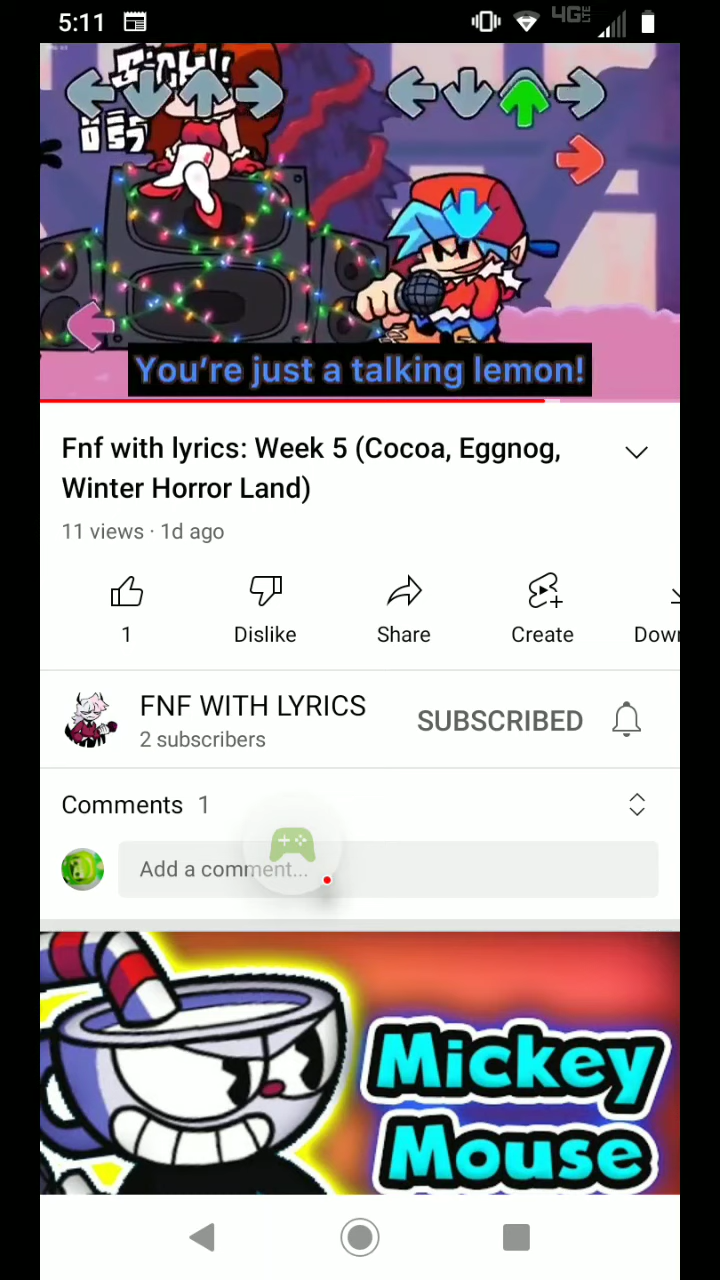 5:11
4G LTE
SICK!!
You're just a talking lemon!
Fnf with lyrics: Week 5 (Cocoa, Eggnog,
Winter Horror Land)
11 views · 1d ago
1
Dislike
Share
Create
Down
FNF WITH LYRICS
2 subscribers
SUBSCRIBED
Comments 1
Add a comment...
Mickey
Mouse